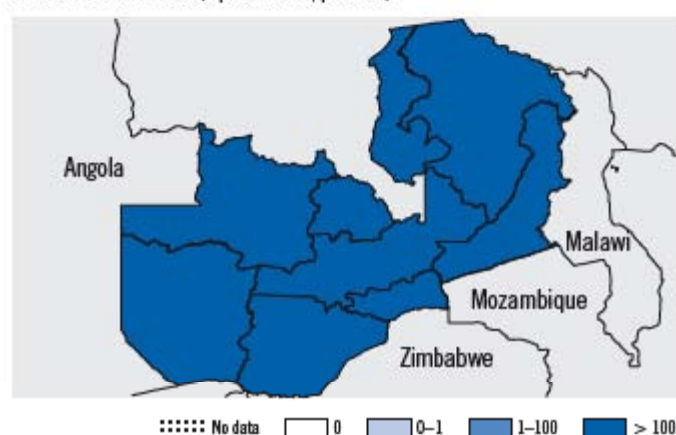 Angola
Malawi
Mozambique
Zimbabwe
No data 0 0–1 1–100 > 100